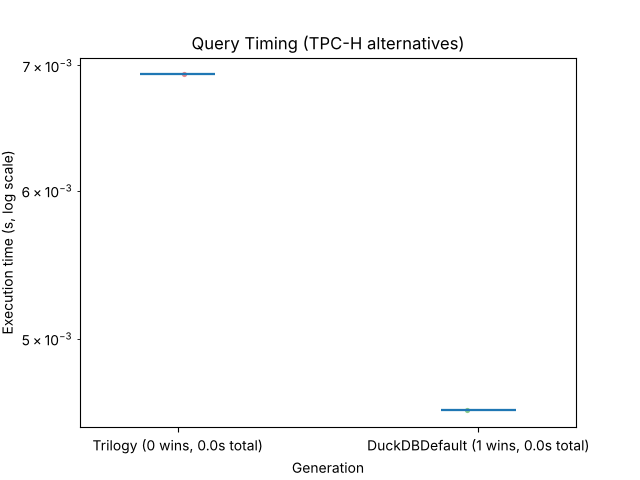 Query Timing (TPC-H alternatives)
7 × 10⁻³
6 × 10⁻³
5 × 10⁻³
Execution time (s, log scale)
Trilogy (0 wins, 0.0s total)
DuckDBDefault (1 wins, 0.0s total)
Generation